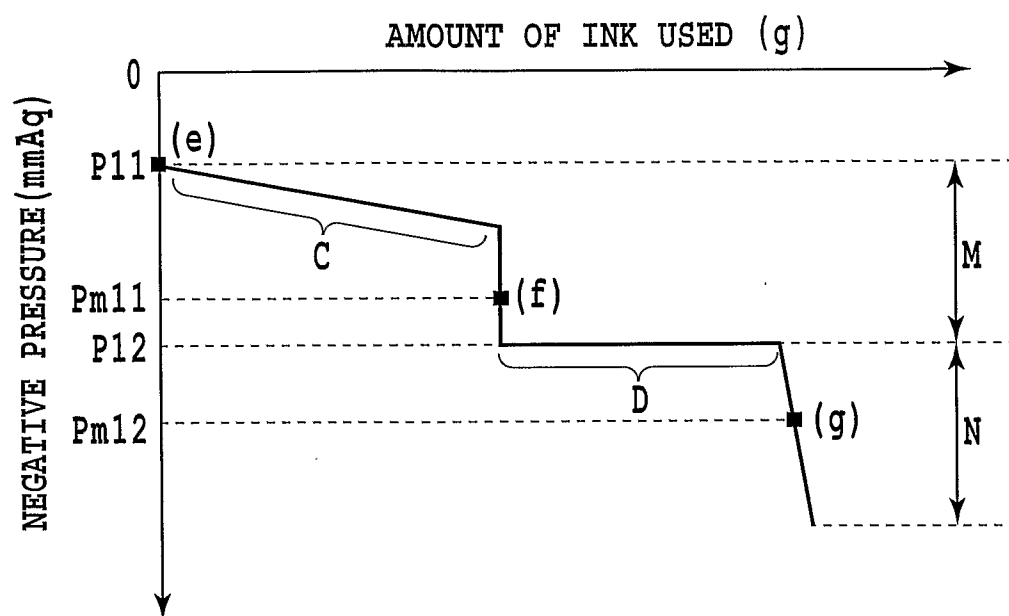 AMOUNT OF INK USED (g)
0
NEGATIVE PRESSURE(mmAq)
(e)
P11
C
M
Pm11
(f)
P12
D
Pm12
(g)
N